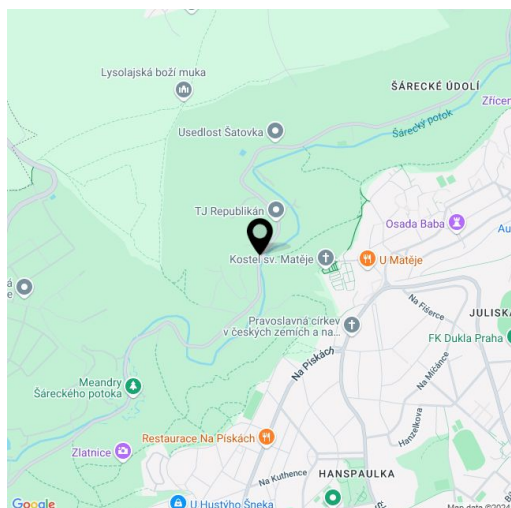 Lysolajská boží muka
ŠÁRECKÉ ÚDOLÍ
Usedlost Šatovka
Šárecký potok
TJ Republikán
Osada Baba
Kostel sv. Matěje
U Matěje
Na Fišerce
JULISK
Pravoslavná církev
v českých zemích a na...
FK Dukla Praha
Na Pískách
Na Míčánce
Meandry
Šáreckého potoka
Hanzelkova
Restaurace Na Pískách
Zlatnice
Na Kuthence
HANSPAULKA
U Hustýho Šneka
Google
Map data ©2024